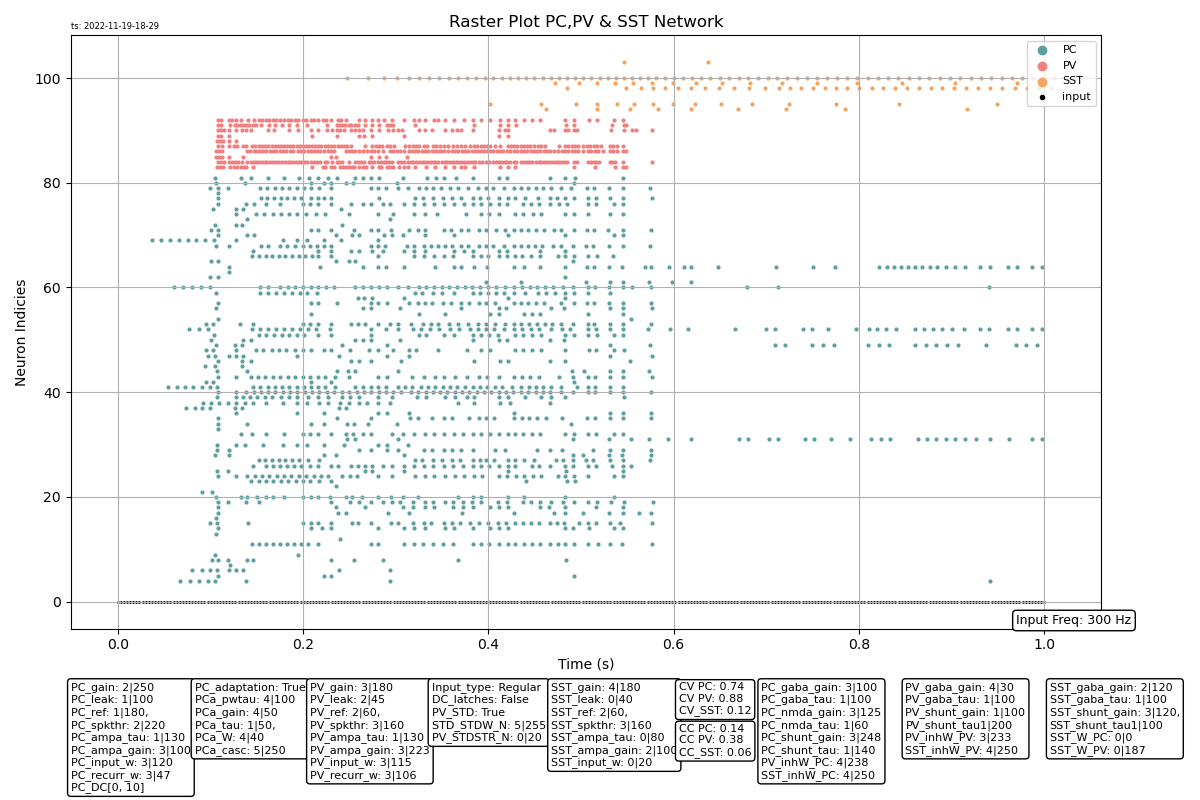 ts: 2022-11-19-18-29
Raster Plot PC,PV & SST Network
PC
PV
SST
input
Neuron Indicies
100
80
60
40
20
0
0.0
0.2
0.4
0.6
0.8
1.0
Input Freq: 300 Hz
Time (s)
PC_gain: 2|250
PC_leak: 1|100
PC_ref: 1|180,
PC_spkthr: 2|220
PC_ampa_tau: 1|130
PC_ampa_gain: 3|100
PC_input_w: 3|120
PC_recurr_w: 3|47
PC_DC[0, 10]
PC_adaption: True
PCa_pwtau: 4|100
PCa_gain: 4|50
PCa_tau: 1|50,
PCa_W: 4|40
PCa_casc: 5|250
PV_gain: 3|180
PV_leak: 2|45
PV_ref: 2|60,
PV_spkthr: 3|160
PV_ampa_tau: 1|130
PV_ampa_gain: 3|223
PV_input_w: 3|115
PV_recurr_w: 3|106
Input_type: Regular
DC_latches: False
PV_STD: True
STD_STDW_N: 5|255
PV_STDSTR_N: 0|20
SST_gain: 4|180
SST_leak: 0|40
SST_ref: 2|60,
SST_spkthr: 3|160
SST_ampa_tau: 0|80
SST_ampa_gain: 2|100
SST_input_w: 0|20
CV PC: 0.74
CV PV: 0.88
CV_SST: 0.12
CC PC: 0.14
CC PV: 0.38
CC_SST: 0.06
PC_gaba_gain: 3|100
PC_gaba_tau: 1|100
PC_nmda_gain: 3|125
PC_nmda_tau: 1|60
PC_shunt_gain: 3|248
PC_shunt_tau: 1|140
PV_inhW_PC: 4|238
SST_inhW_PC: 4|250
PV_gaba_gain: 4|30
PV_gaba_tau: 1|100
PV_shunt_gain: 1|100
PV_shunt_tau1|200
PV_inhW_PV: 3|233
SST_inhW_PV: 4|250
SST_gaba_gain: 2|120
SST_gaba_tau: 1|100
SST_shunt_gain: 3|120,
SST_shunt_tau1|100
SST_W_PC: 0|0
SST_W_PV: 0|187